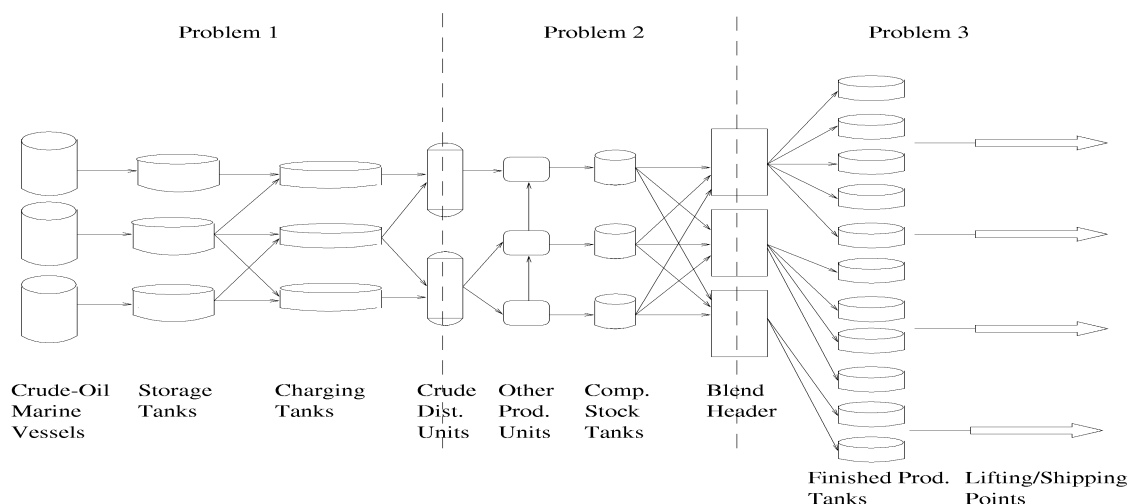 Problem 1
Problem 2
Problem 3
Crude-Oil
Marine
Vessels
Storage
Tanks
Charging
Tanks
Crude
Dist.
Units
Other
Prod.
Units
Comp.
Stock
Tanks
Blend
Header
Finished Prod.
Tanks
Lifting/Shipping
Points